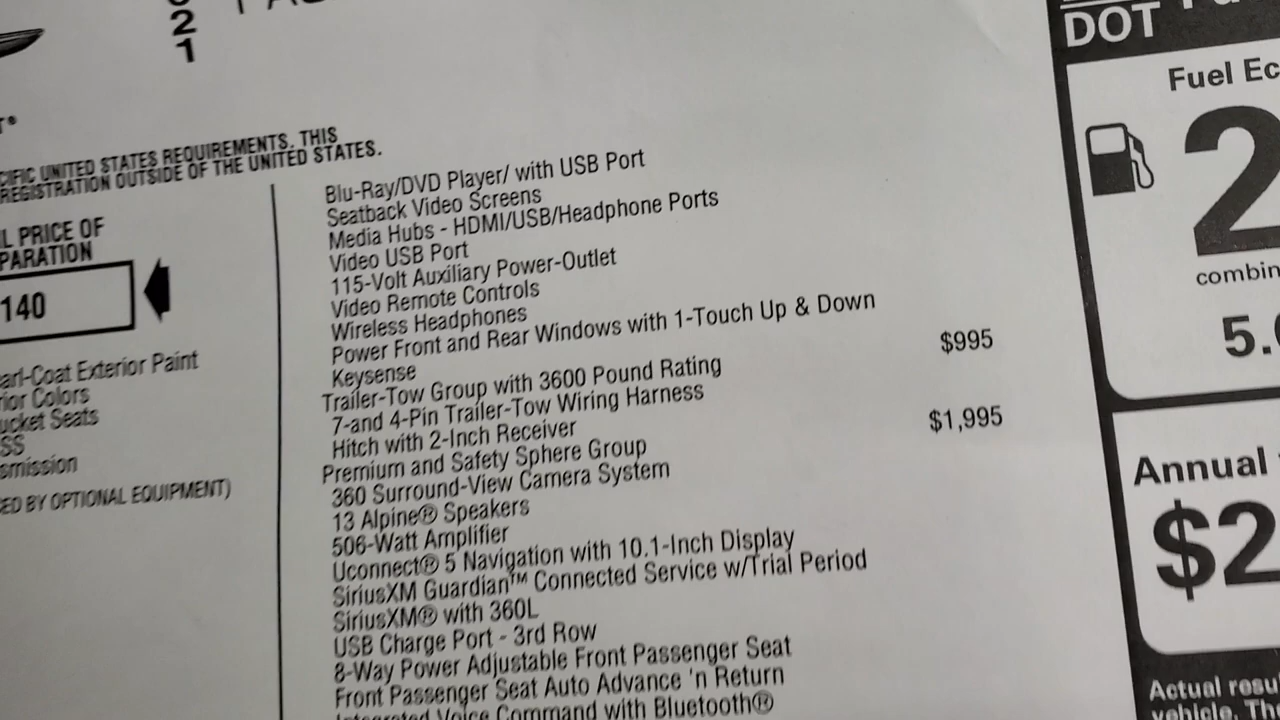 2
1
CIFIC UNITED STATES REQUIREMENTS. THIS
REGISTRATION OUTSIDE OF THE UNITED STATES.
L PRICE OF
PARATION
140
arl-Coat Exterior Paint
rior Colors
ucket Seats
SS
smission
ED BY OPTIONAL EQUIPMENT)
Blu-Ray/DVD Player/ with USB Port
Seatback Video Screens
Media Hubs - HDMI/USB/Headphone Ports
Video USB Port
115-Volt Auxiliary Power-Outlet
Video Remote Controls
Wireless Headphones
Power Front and Rear Windows with 1-Touch Up & Down
Keysense
Trailer-Tow Group with 3600 Pound Rating $995
7-and 4-Pin Trailer-Tow Wiring Harness
Hitch with 2-Inch Receiver
Premium and Safety Sphere Group $1,995
360 Surround-View Camera System
13 Alpine® Speakers
506-Watt Amplifier
Uconnect® 5 Navigation with 10.1-Inch Display
SiriusXM Guardian™ Connected Service w/Trial Period
SiriusXM® with 360L
USB Charge Port - 3rd Row
8-Way Power Adjustable Front Passenger Seat
Front Passenger Seat Auto Advance 'n Return
Integrated Voice Command with Bluetooth®
DOT
Fuel Ec
2
combin
5.
Annual
$2
Actual resu
vehicle. Th